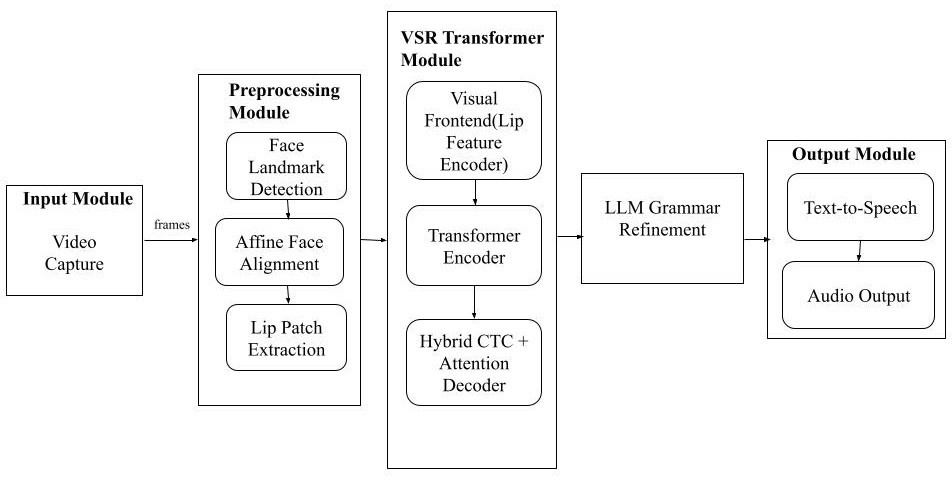 Input Module
Video
Capture
frames
Preprocessing
Module
Face
Landmark
Detection
Affine Face
Alignment
Lip Patch
Extraction
VSR Transformer
Module
Visual
Frontend(Lip
Feature
Encoder)
Transformer
Encoder
Hybrid CTC +
Attention
Decoder
LLM Grammar
Refinement
Output Module
Text-to-Speech
Audio Output